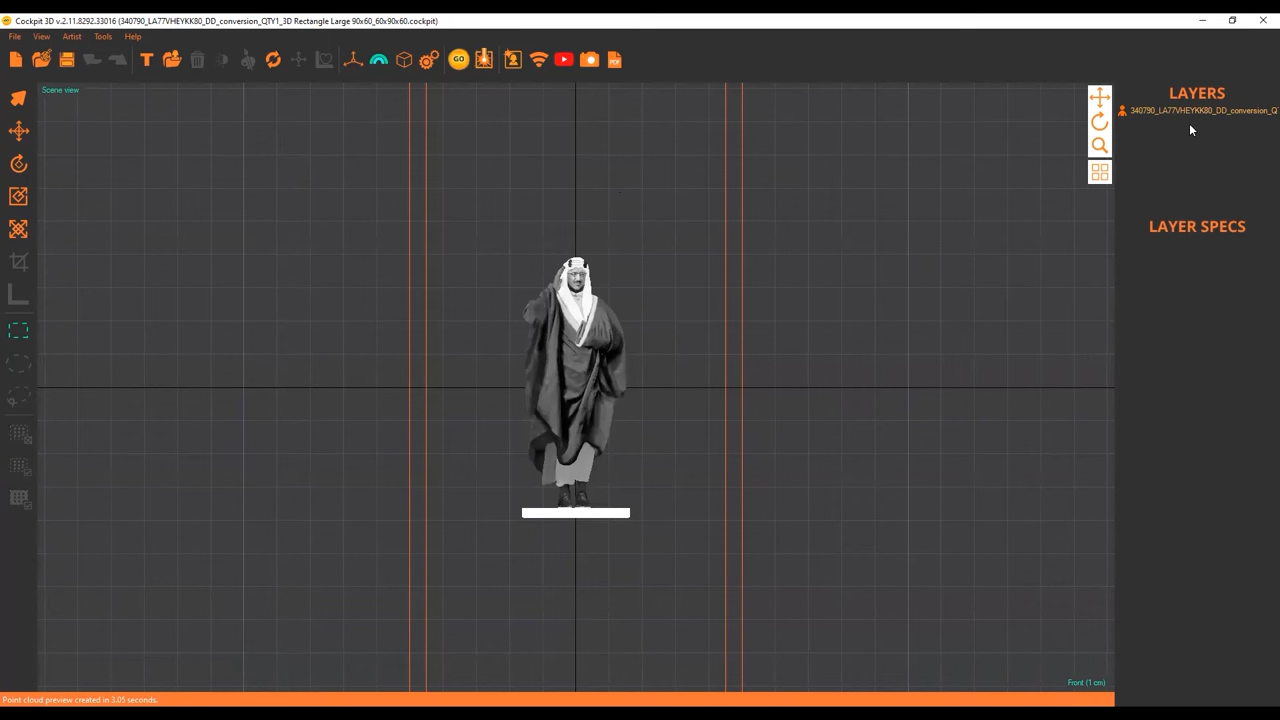 Cockpit 3D v.2.11.8292.33016 (340790_LA77VHEYKK80_DD_conversion_QTY1_3D Rectangle Large 90x60_60x90x60.cockpit)
File View Artist Tools Help
GO
PDF
Scene view
LAYERS
340790_LA77VHEYKK80_DD_conversion_Q
LAYER SPECS
Front (1 cm)
Point cloud preview created in 3.05 seconds.